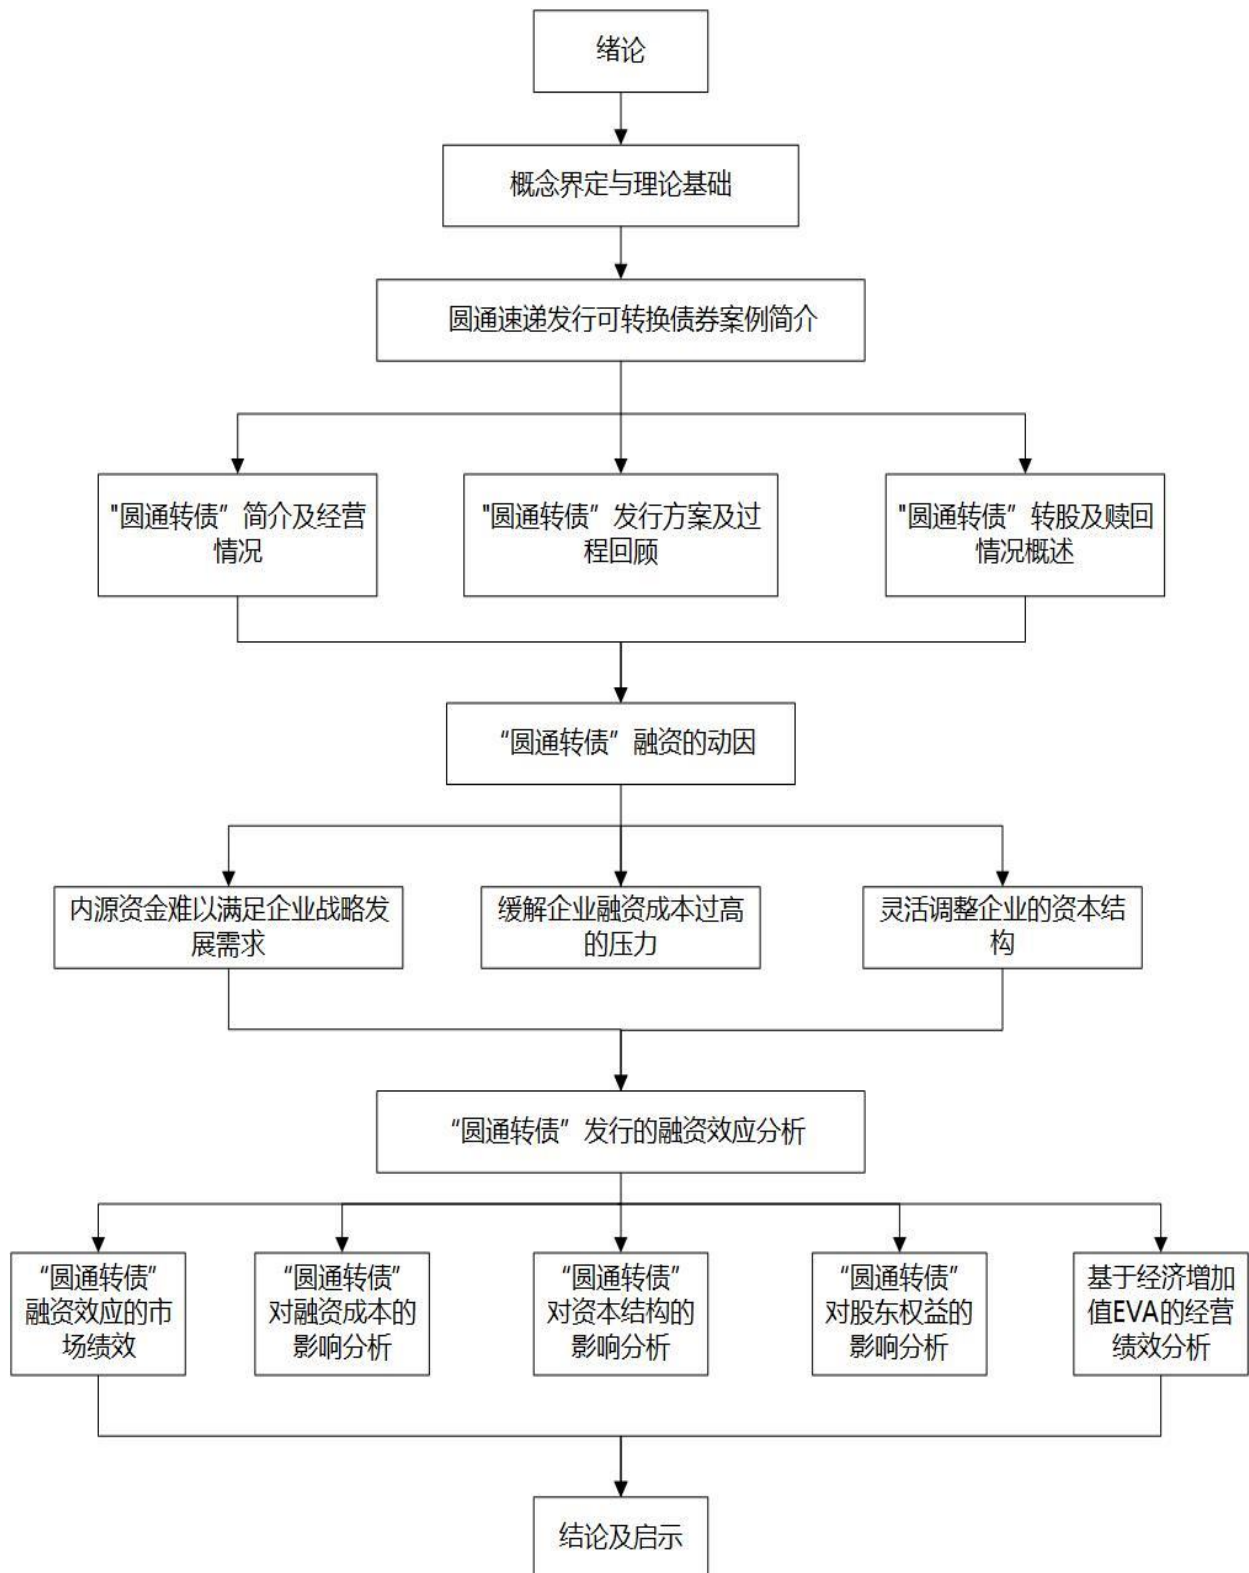 绪论
概念界定与理论基础
圆通速递发行可转换债券案例简介
"圆通转债”简介及经营
情况
"圆通转债”发行方案及过
程回顾
"圆通转债”转股及赎回
情况概述
“圆通转债”融资的动因
内源资金难以满足企业战略发
展需求
缓解企业融资成本过高
的压力
灵活调整企业的资本结
构
“圆通转债”发行的融资效应分析
“圆通转债”
融资效应的市
场绩效
“圆通转债”
对融资成本的
影响分析
“圆通转债”
对资本结构的
影响分析
“圆通转债”
对股东权益的
影响分析
基于经济增加
值EVA的经营
绩效分析
结论及启示